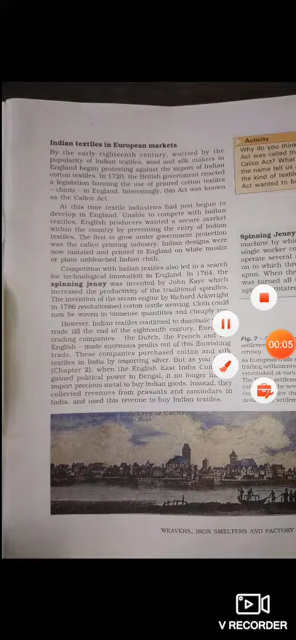 Indian textiles in European markets
By the early eighteenth century, worried by the
popularity of Indian textiles, wool and silk makers in
England began protesting against the import of Indian
cotton textiles. In 1720, the British government enacted
a legislation banning the use of printed cotton textiles
– chintz – in England. Interestingly, this Act was known
as the Calico Act.
At this time textile industries had just begun to
develop in England. Unable to compete with Indian
textiles, English producers wanted a secure market
within the country by preventing the entry of Indian
textiles. The first to grow under government protection
was the calico printing industry. Indian designs were
now imitated and printed in England on white muslin
or plain unbleached Indian cloth.
Competition with Indian textiles also led to a search
for technological innovation in England. In 1764, the
spinning jenny was invented by John Kaye which
increased the productivity of the traditional spindles.
The invention of the steam engine by Richard Arkwright
in 1786 revolutionised cotton textile weaving. Cloth could
now be woven in immense quantities and cheaply too.
However, Indian textiles continued to dominate
trade till the end of the eighteenth century.
trading companies – the Dutch, the French and
English – made enormous profits out of this flourishing
trade. These companies purchased cotton and silk
textiles in India by importing silver. But as you
(Chapter 2), when the English East India
gained political power in Bengal, it no longer had
import precious metal to buy Indian goods. Instead, they
collected revenues from peasants and zamindars in
India, and used this revenue to buy Indian textiles.
Activity
Why do you think
Act was called the
Calico Act? What
the name tell us
the kind of textile
Act wanted to ba
Spinning Jenny
machine by whi
single worker co
operate several
on to which thre
spun. When the
was turned all
00:05
Fig. 7 –
WEAVERS, IRON SMELTERS AND FACTORY
V RECORDER